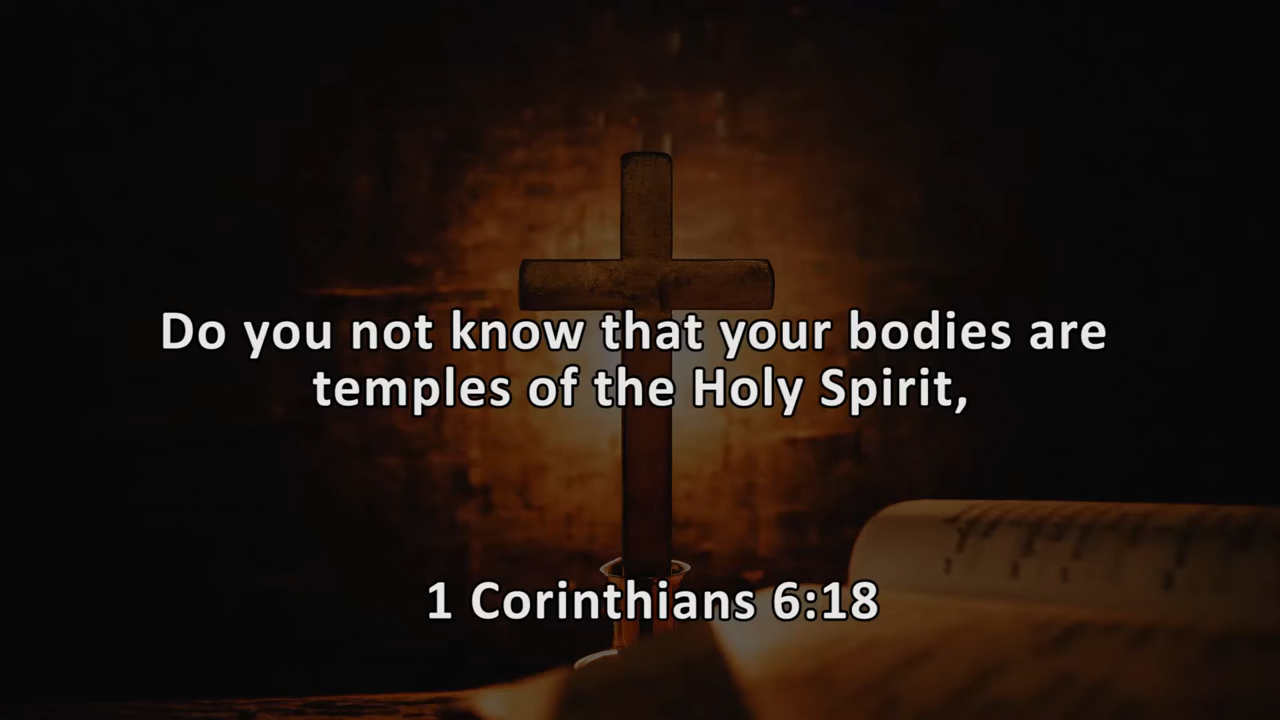 Do you not know that your bodies are
temples of the Holy Spirit,
1 Corinthians 6:18